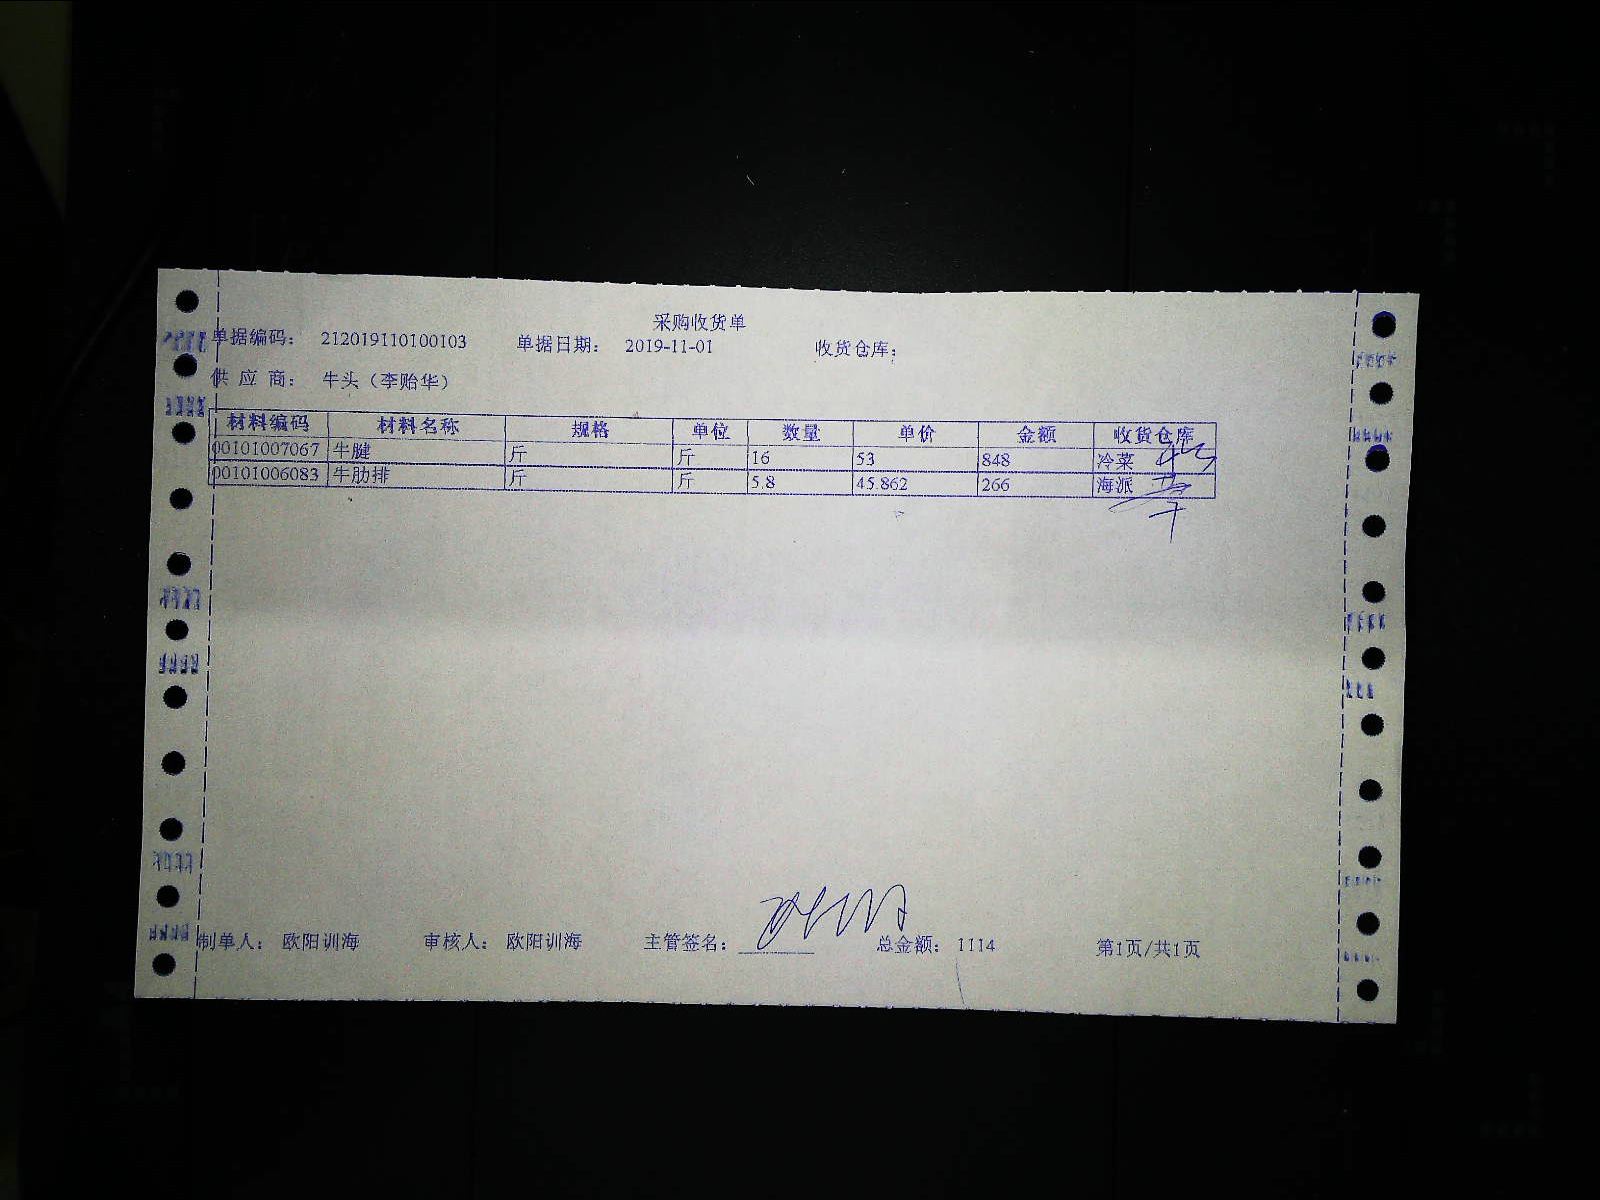 采购收货单
单据编码： 212019110100103 单据日期： 2019-11-01 收货仓库：
供 应 商： 牛头（李贻华）
材料编码 材料名称 规格 单位 数量 单价 金额 收货仓库
00101007067 牛腱 斤 斤 16 53 848 冷菜
00101006083 牛肋排 斤 斤 5.8 45.862 266 海派
制单人： 欧阳训海 审核人： 欧阳训海 主管签名： 总金额： 1114 第1页/共1页